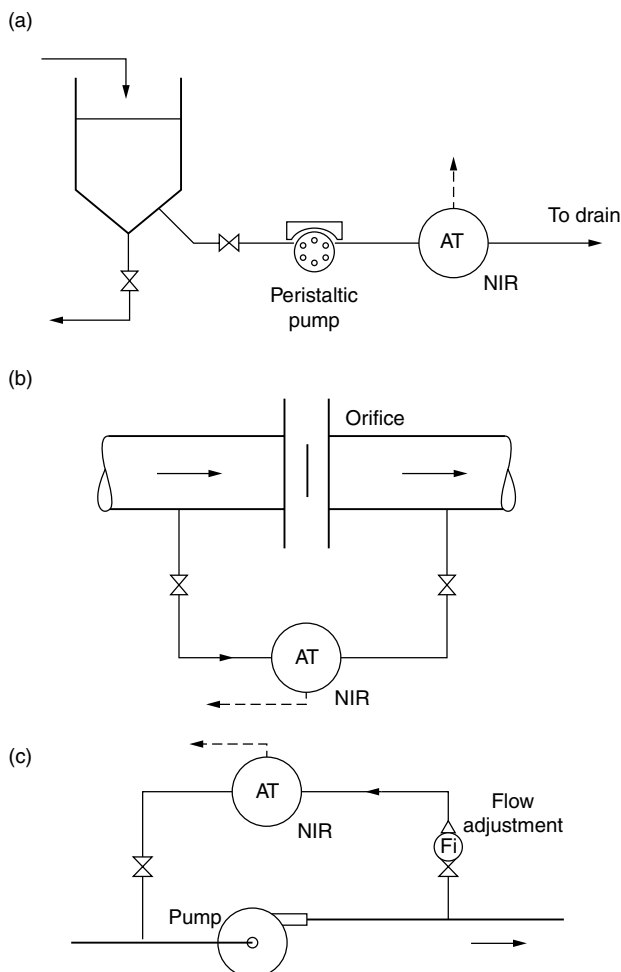 (a)
To drain
AT
NIR
Peristaltic
pump
(b)
Orifice
AT
NIR
(c)
AT
NIR
Flow
adjustment
Fi
Pump